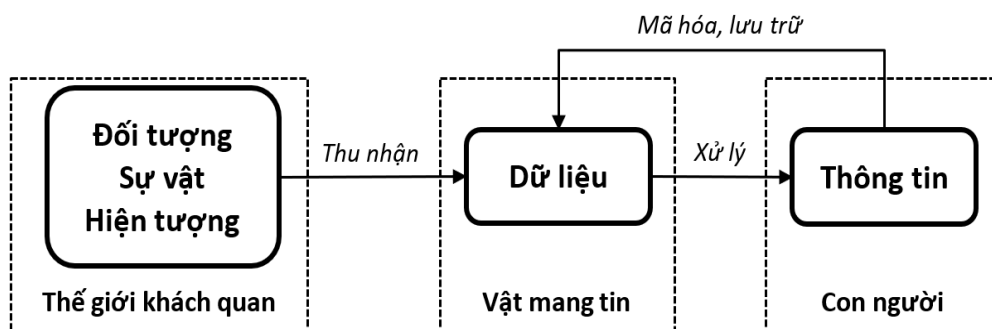 Mã hóa, lưu trữ
Đối tượng
Sự vật
Hiện tượng
Thu nhận
Dữ liệu
Xử lý
Thông tin
Thế giới khách quan
Vật mang tin
Con người